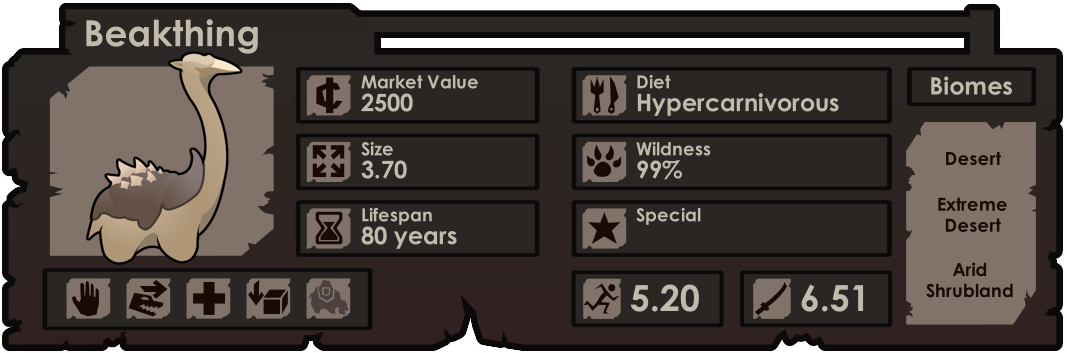 Beakthing
Market Value
2500
Size
3.70
Lifespan
80 years
Diet
Hypercarnivorous
Wildness
99%
Special
5.20
6.51
Biomes
Desert
Extreme
Desert
Arid
Shrubland